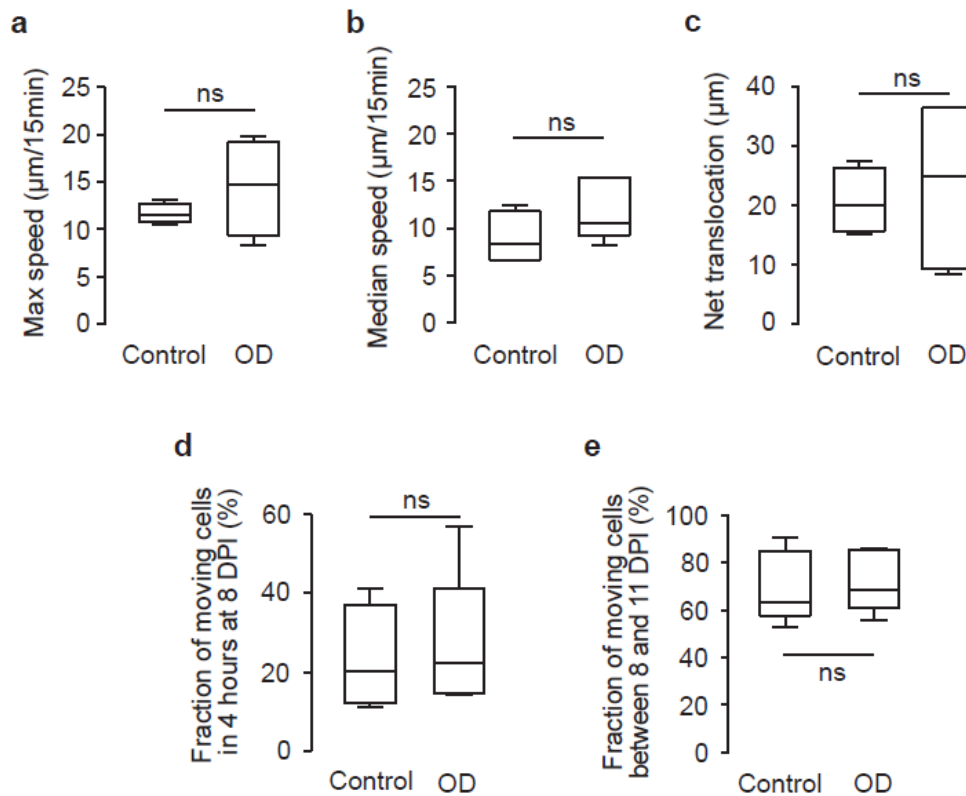 a
Max speed (µm/15min)
25
20
15
10
5
0
ns
Control OD
b
Median speed (µm/15min)
25
20
15
10
5
0
ns
Control OD
c
Net translocation (µm)
40
30
20
10
0
ns
Control OD
d
Fraction of moving cells
in 4 hours at 8 DPI (%)
60
40
20
0
ns
Control OD
e
Fraction of moving cells
between 8 and 11 DPI (%)
100
80
60
40
60
0
ns
Control OD